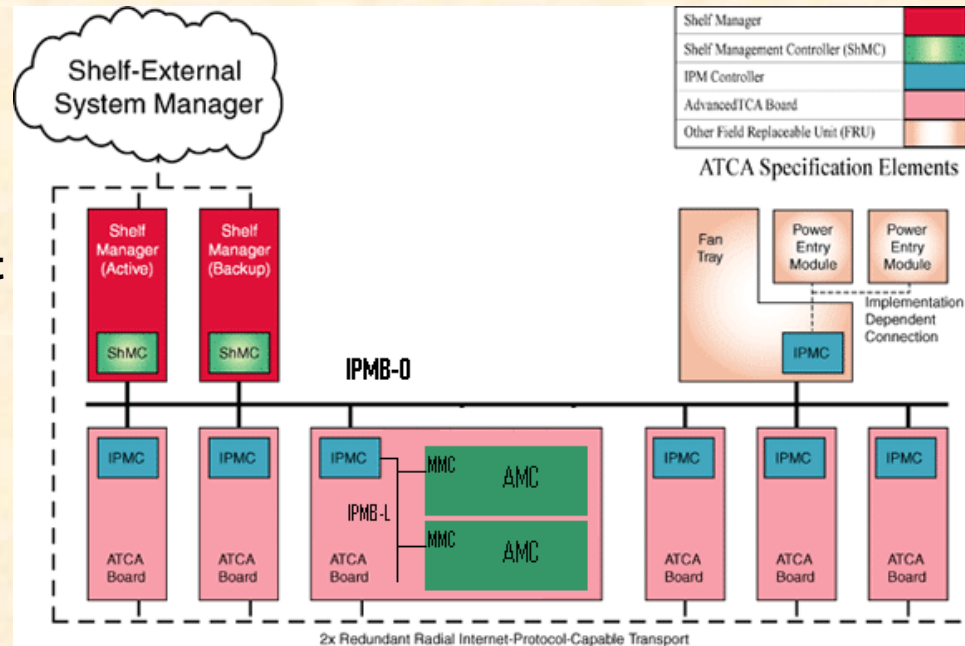 Shelf-External
System Manager
Shelf Manager
Shelf Management Controller (ShMC)
IPM Controller
AdvancedTCA Board
Other Field Replaceable Unit (FRU)
ATCA Specification Elements
Shelf
Manager
(Active)
ShMC
Shelf
Manager
(Backup)
ShMC
Fan
Tray
Power
Entry
Module
Power
Entry
Module
Implementation
Dependent
Connection
IPMC
IPMB-0
IPMC
ATCA
Board
IPMC
ATCA
Board
IPMC
IPMB-L
ATCA
Board
MMC
AMC
MMC
AMC
IPMC
ATCA
Board
IPMC
ATCA
Board
IPMC
ATCA
Board
2x Redundant Radial Internet-Protocol-Capable Transport